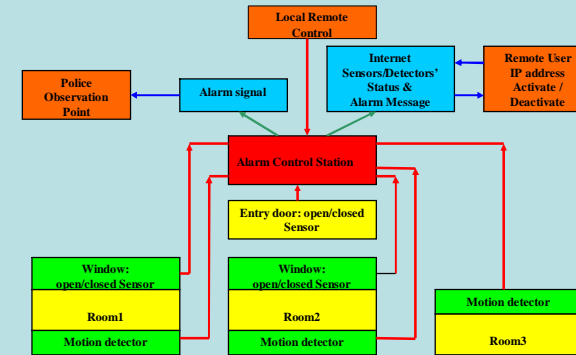 Local Remote
Control
Police
Observation
Point
Alarm signal
Internet
Sensors/Detectors'
Status &
Alarm Message
Remote User
IP address
Activate /
Deactivate
Alarm Control Station
Entry door: open/closed
Sensor
Window:
open/closed Sensor
Room1
Motion detector
Window:
open/closed Sensor
Room2
Motion detector
Motion detector
Room3